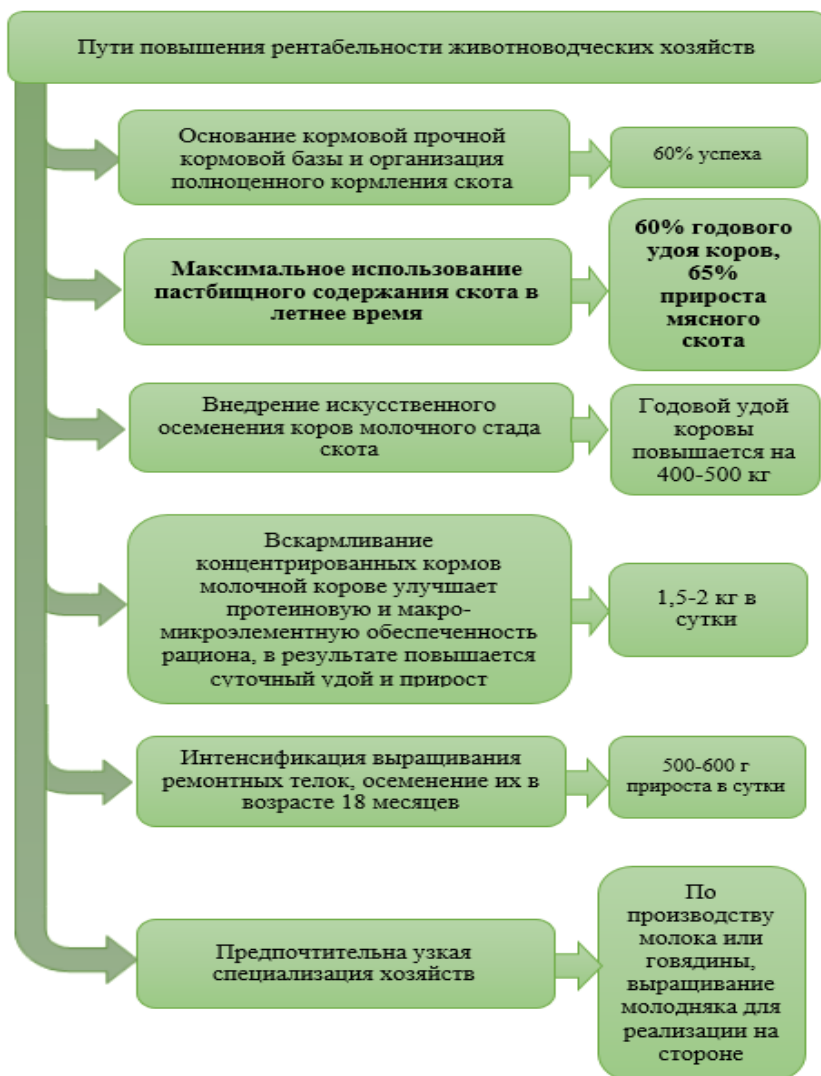 Пути повышения рентабельности животноводческих хозяйств
Основание кормовой прочной
кормовой базы и организация
полноценного кормления скота
60% успеха
Максимальное использование
пастбищного содержания скота в
летнее время
60% годового
удоя коров,
65%
прироста
мясного
скота
Внедрение искусственного
осеменения коров молочного стада
скота
Годовой удой
коровы
повышается на
400-500 кг
Вскармливание
концентрированных кормов
молочной корове улучшает
протеиновую и макро-
микроэлементную обеспеченность
рациона, в результате повышается
суточный удой и прирост
1,5-2 кг в
сутки
Интенсификация выращивания
ремонтных телок, осеменение их в
возрасте 18 месяцев
500-600 г
прироста в сутки
Предпочтительна узкая
специализация хозяйств
По
производству
молока или
говядины,
выращивание
молодняка для
реализации на
стороне